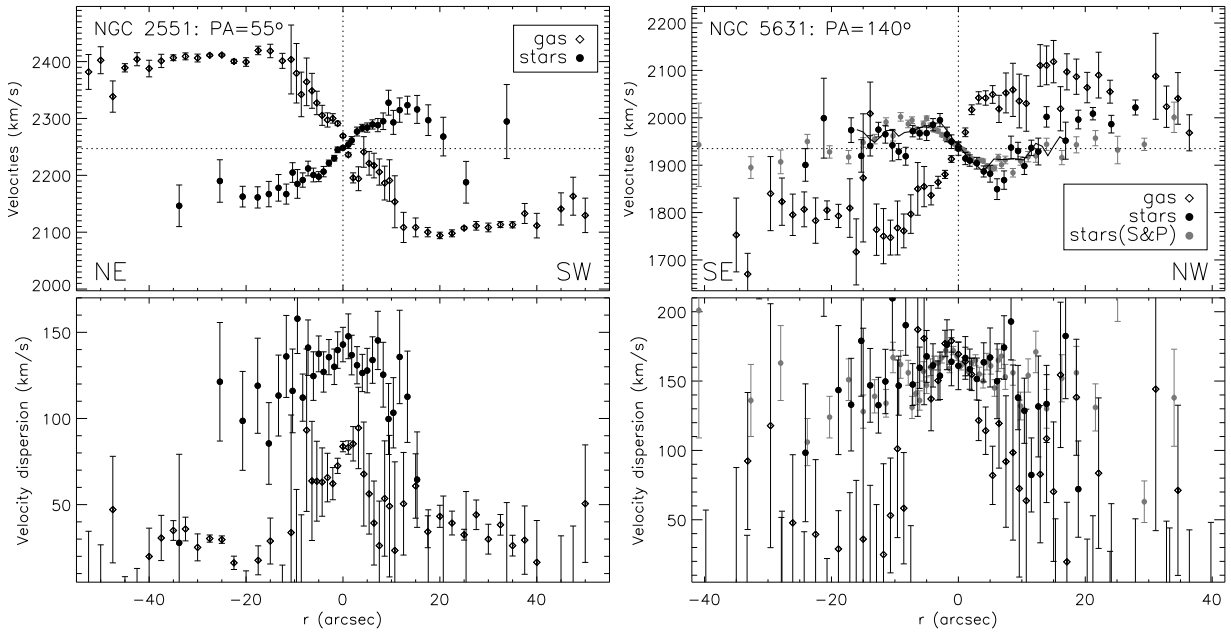 NGC 2551: PA=55°
gas
stars
NE
SW
Velocities (km/s)
2400
2300
2200
2100
2000
NGC 5631: PA=140°
gas
stars
stars(S&P)
SE
NW
Velocities (km/s)
2200
2100
2000
1900
1800
1700
Velocity dispersion (km/s)
150
100
50
−40 −20 0 20 40
r (arcsec)
Velocity dispersion (km/s)
200
150
100
50
−40 −20 0 20 40
r (arcsec)